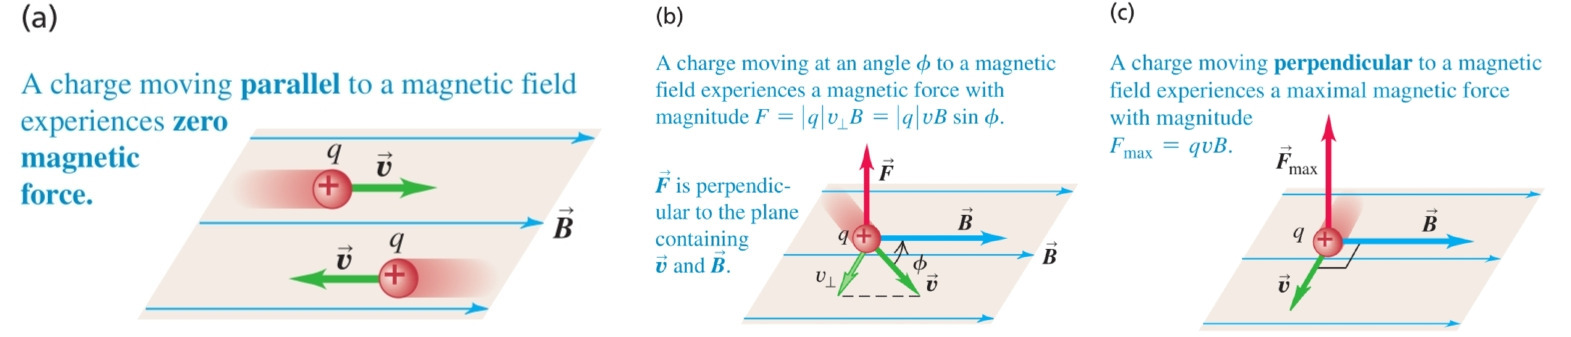 (a)
A charge moving parallel to a magnetic field
experiences zero
magnetic
force.
q
v⃗
q
v⃗
B⃗
(b)
A charge moving at an angle ϕ to a magnetic
field experiences a magnetic force with
magnitude F = |q|v⊥B = |q|vB sin ϕ.
F⃗ is perpendic-
ular to the plane
containing
v⃗ and B⃗.
F⃗
q
B⃗
B⃗
ϕ
v⊥
v⃗
(c)
A charge moving perpendicular to a magnetic
field experiences a maximal magnetic force
with magnitude
Fmax = qvB.
F⃗max
q
B⃗
v⃗